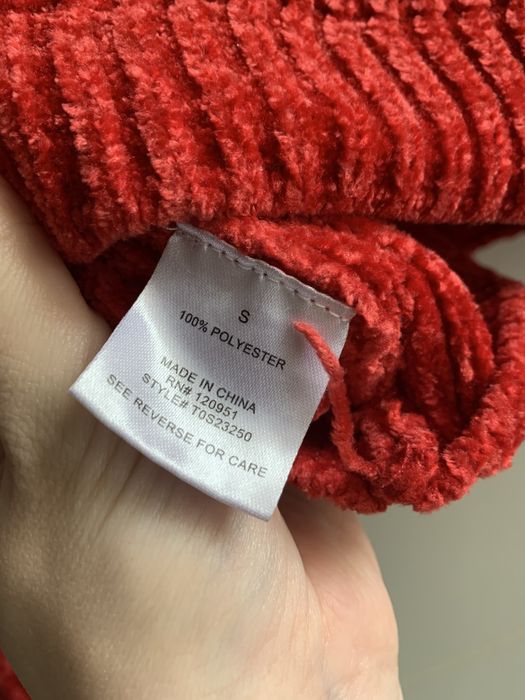 S
100% POLYESTER
MADE IN CHINA
RN# 120951
STYLE# T0S23250
SEE REVERSE FOR CARE